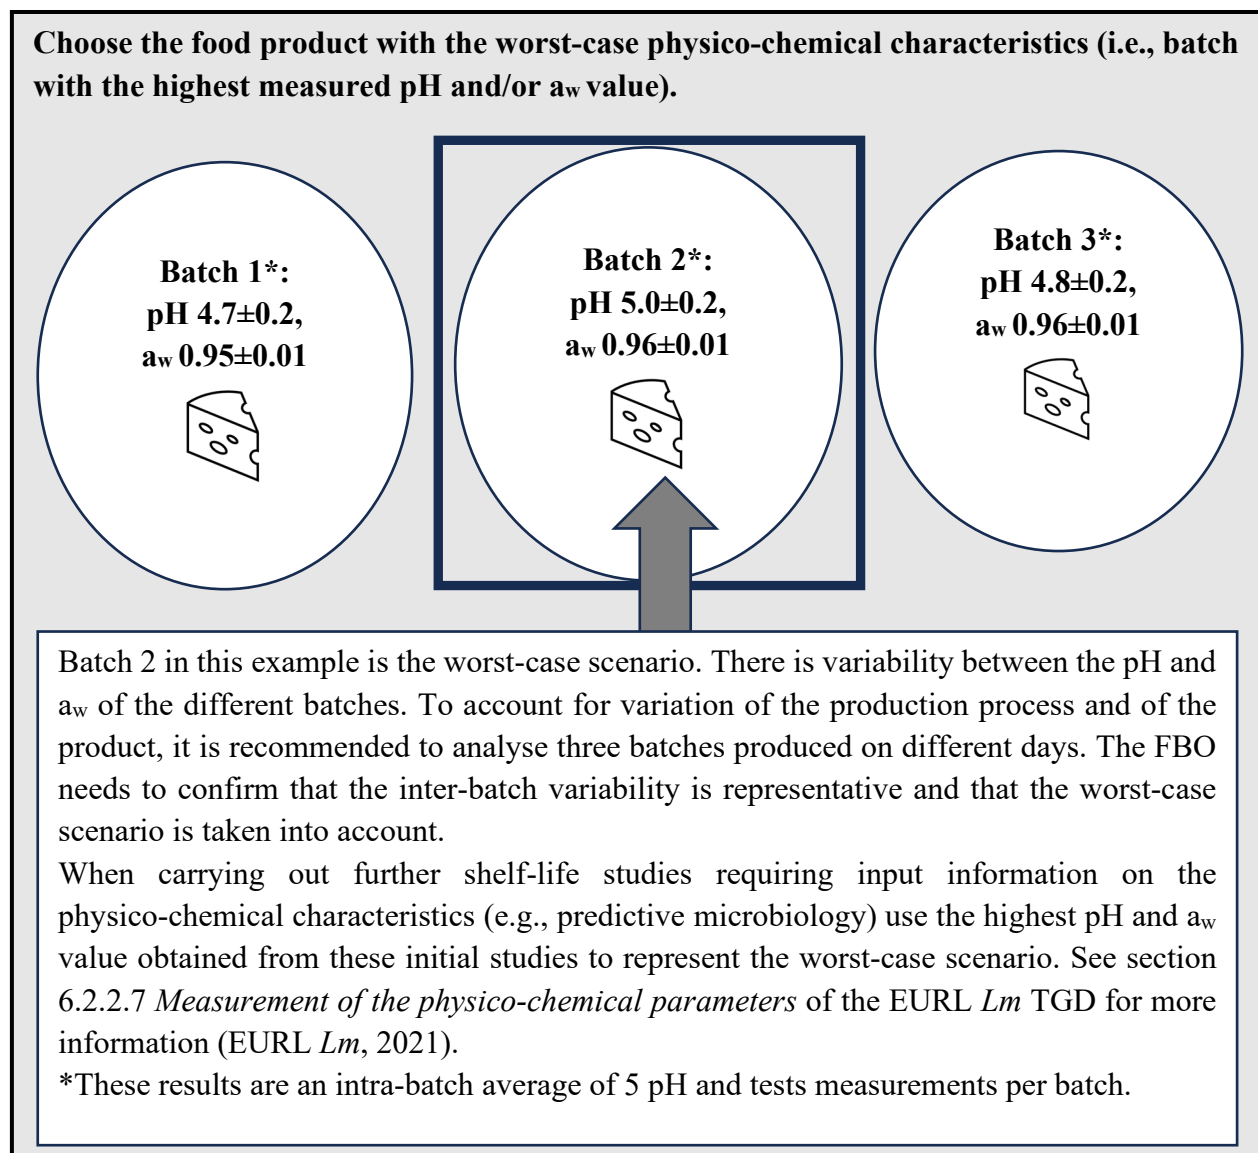 Choose the food product with the worst-case physico-chemical characteristics (i.e., batch
with the highest measured pH and/or aw value).
Batch 1*:
pH 4.7±0.2,
aw 0.95±0.01
Batch 2*:
pH 5.0±0.2,
aw 0.96±0.01
Batch 3*:
pH 4.8±0.2,
aw 0.96±0.01
Batch 2 in this example is the worst-case scenario. There is variability between the pH and
aw of the different batches. To account for variation of the production process and of the
product, it is recommended to analyse three batches produced on different days. The FBO
needs to confirm that the inter-batch variability is representative and that the worst-case
scenario is taken into account.
When carrying out further shelf-life studies requiring input information on the
physico-chemical characteristics (e.g., predictive microbiology) use the highest pH and aw
value obtained from these initial studies to represent the worst-case scenario. See section
6.2.2.7 Measurement of the physico-chemical parameters of the EURL Lm TGD for more
information (EURL Lm, 2021).
*These results are an intra-batch average of 5 pH and tests measurements per batch.